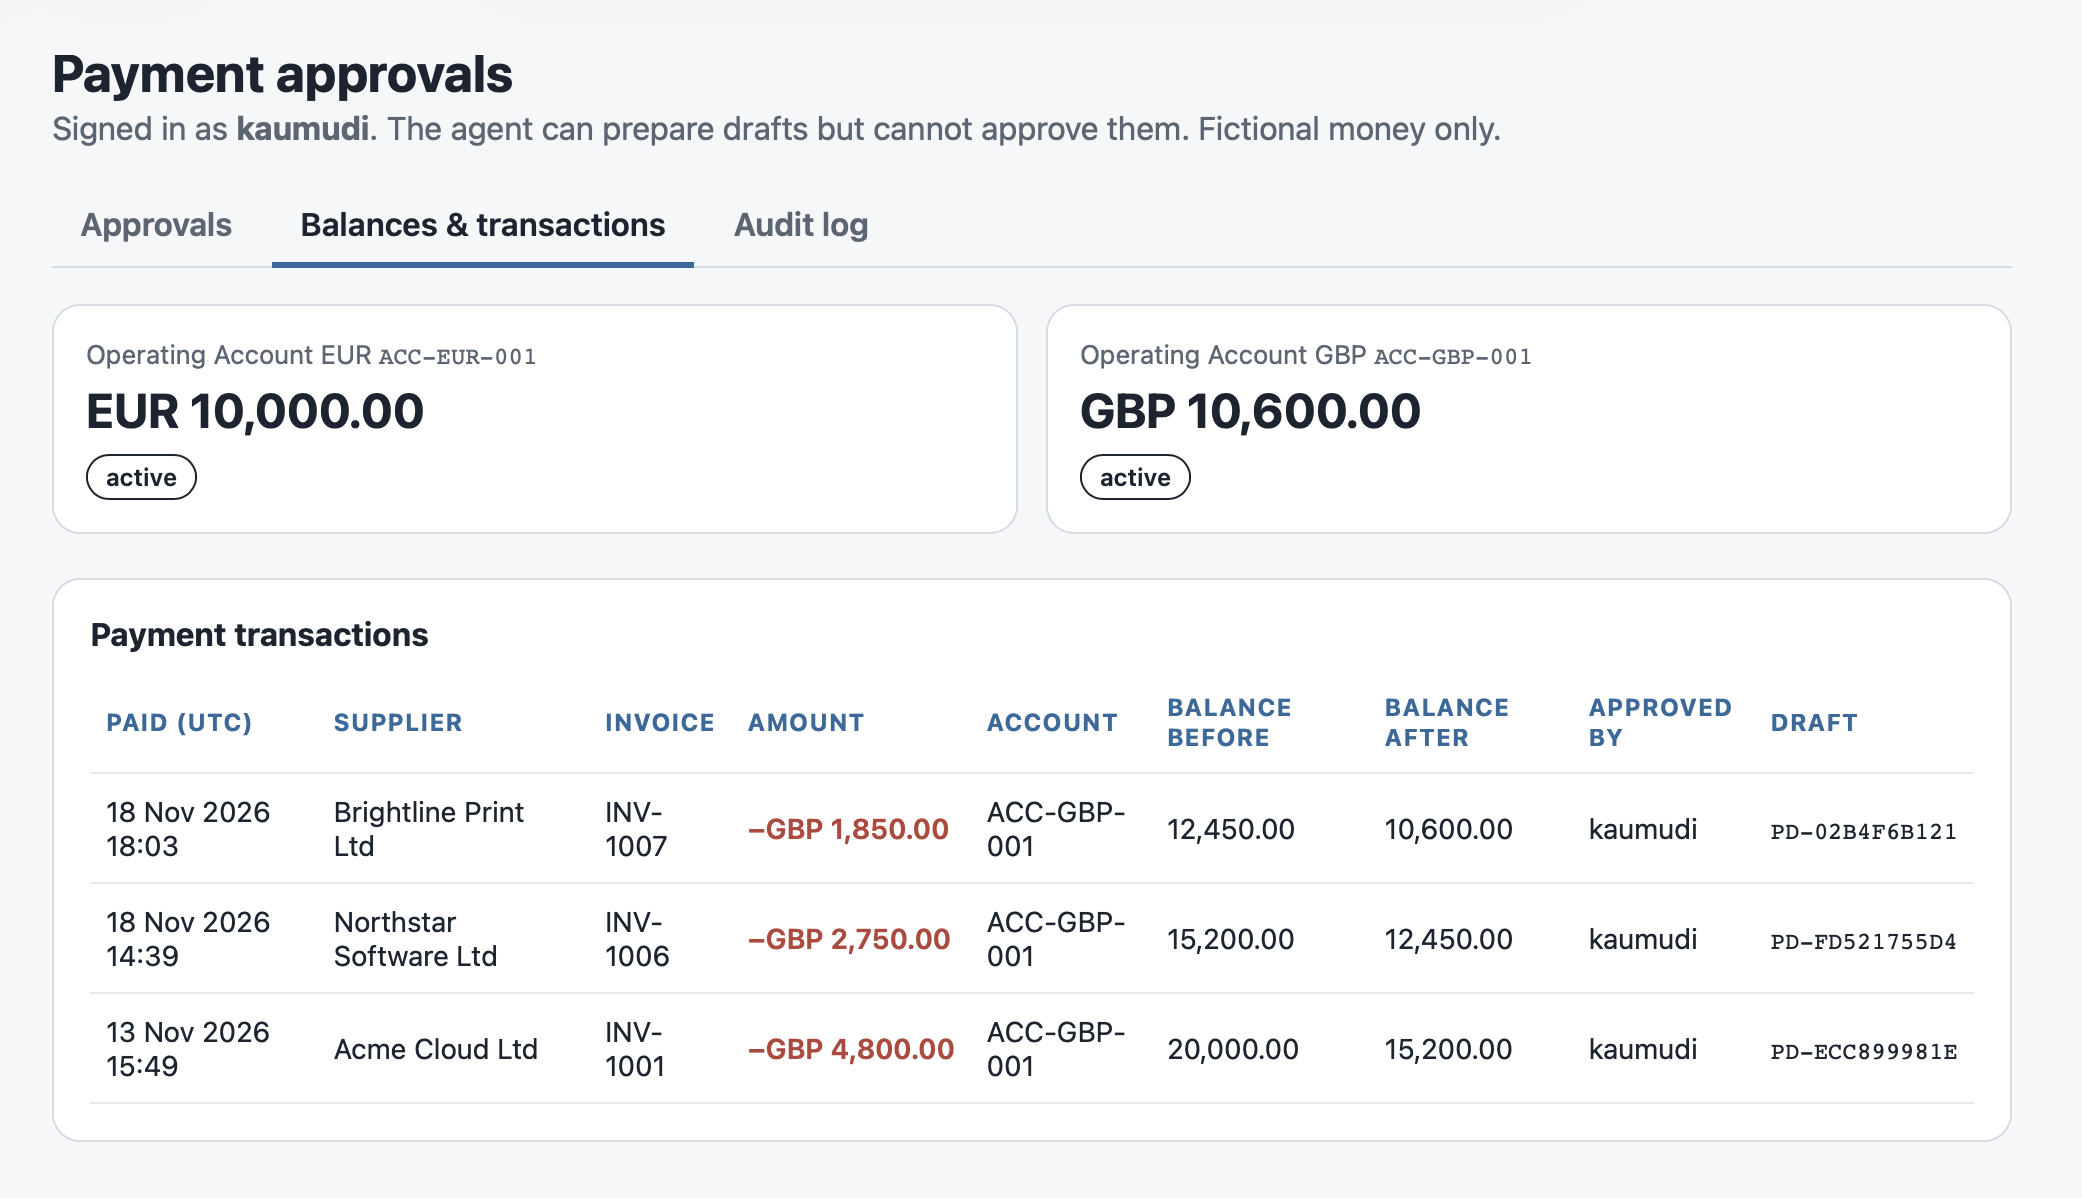 Payment approvals
Signed in as kaumudi. The agent can prepare drafts but cannot approve them. Fictional money only.
Approvals Balances & transactions Audit log
Operating Account EUR ACC-EUR-001
EUR 10,000.00
active
Operating Account GBP ACC-GBP-001
GBP 10,600.00
active
Payment transactions
PAID (UTC) SUPPLIER INVOICE AMOUNT ACCOUNT BALANCE BEFORE BALANCE AFTER APPROVED BY DRAFT
18 Nov 2026 18:03 Brightline Print Ltd INV-1007 –GBP 1,850.00 ACC-GBP-001 12,450.00 10,600.00 kaumudi PD-02B4F6B121
18 Nov 2026 14:39 Northstar Software Ltd INV-1006 –GBP 2,750.00 ACC-GBP-001 15,200.00 12,450.00 kaumudi PD-FD521755D4
13 Nov 2026 15:49 Acme Cloud Ltd INV-1001 –GBP 4,800.00 ACC-GBP-001 20,000.00 15,200.00 kaumudi PD-ECC899981E